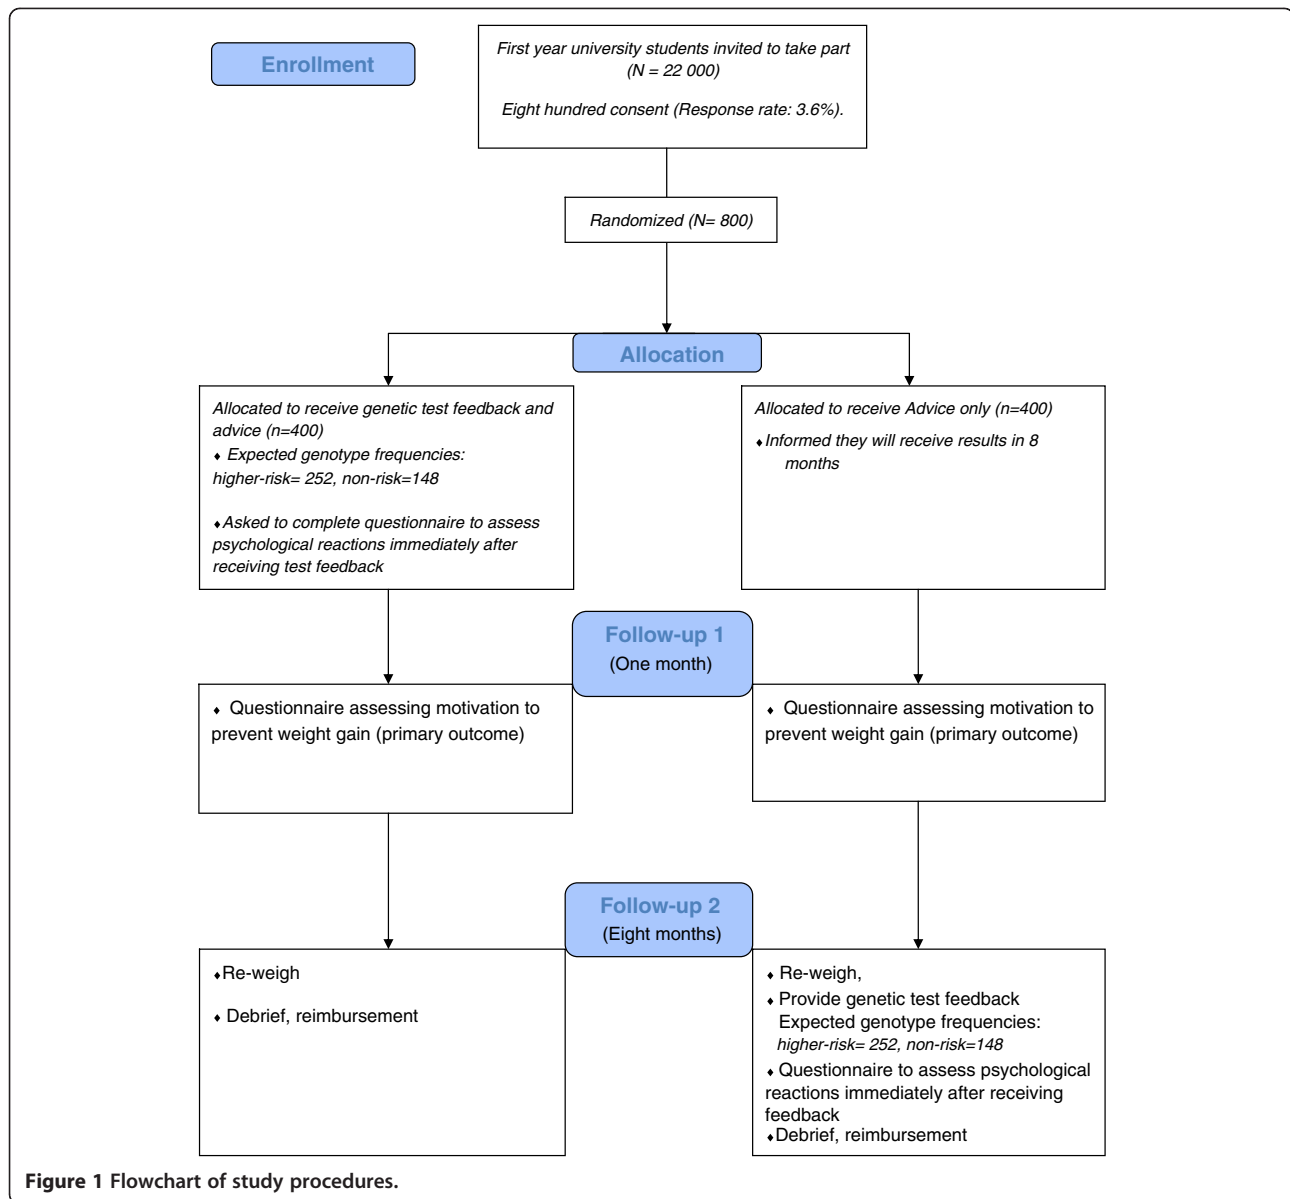 Enrollment
First year university students invited to take part
(N = 22 000)
Eight hundred consent (Response rate: 3.6%).
Randomized (N= 800)
Allocation
Allocated to receive genetic test feedback and
advice (n=400)
♦ Expected genotype frequencies:
higher-risk= 252, non-risk=148
♦Asked to complete questionnaire to assess
psychological reactions immediately after
receiving test feedback
Allocated to receive Advice only (n=400)
♦Informed they will receive results in 8
months
Follow-up 1
(One month)
♦ Questionnaire assessing motivation to
prevent weight gain (primary outcome)
♦ Questionnaire assessing motivation to
prevent weight gain (primary outcome)
Follow-up 2
(Eight months)
♦Re-weigh
♦ Debrief, reimbursement
♦ Re-weigh,
♦ Provide genetic test feedback
Expected genotype frequencies:
higher-risk= 252, non-risk=148
♦ Questionnaire to assess psychological
reactions immediately after receiving
feedback
♦Debrief, reimbursement
Figure 1 Flowchart of study procedures.